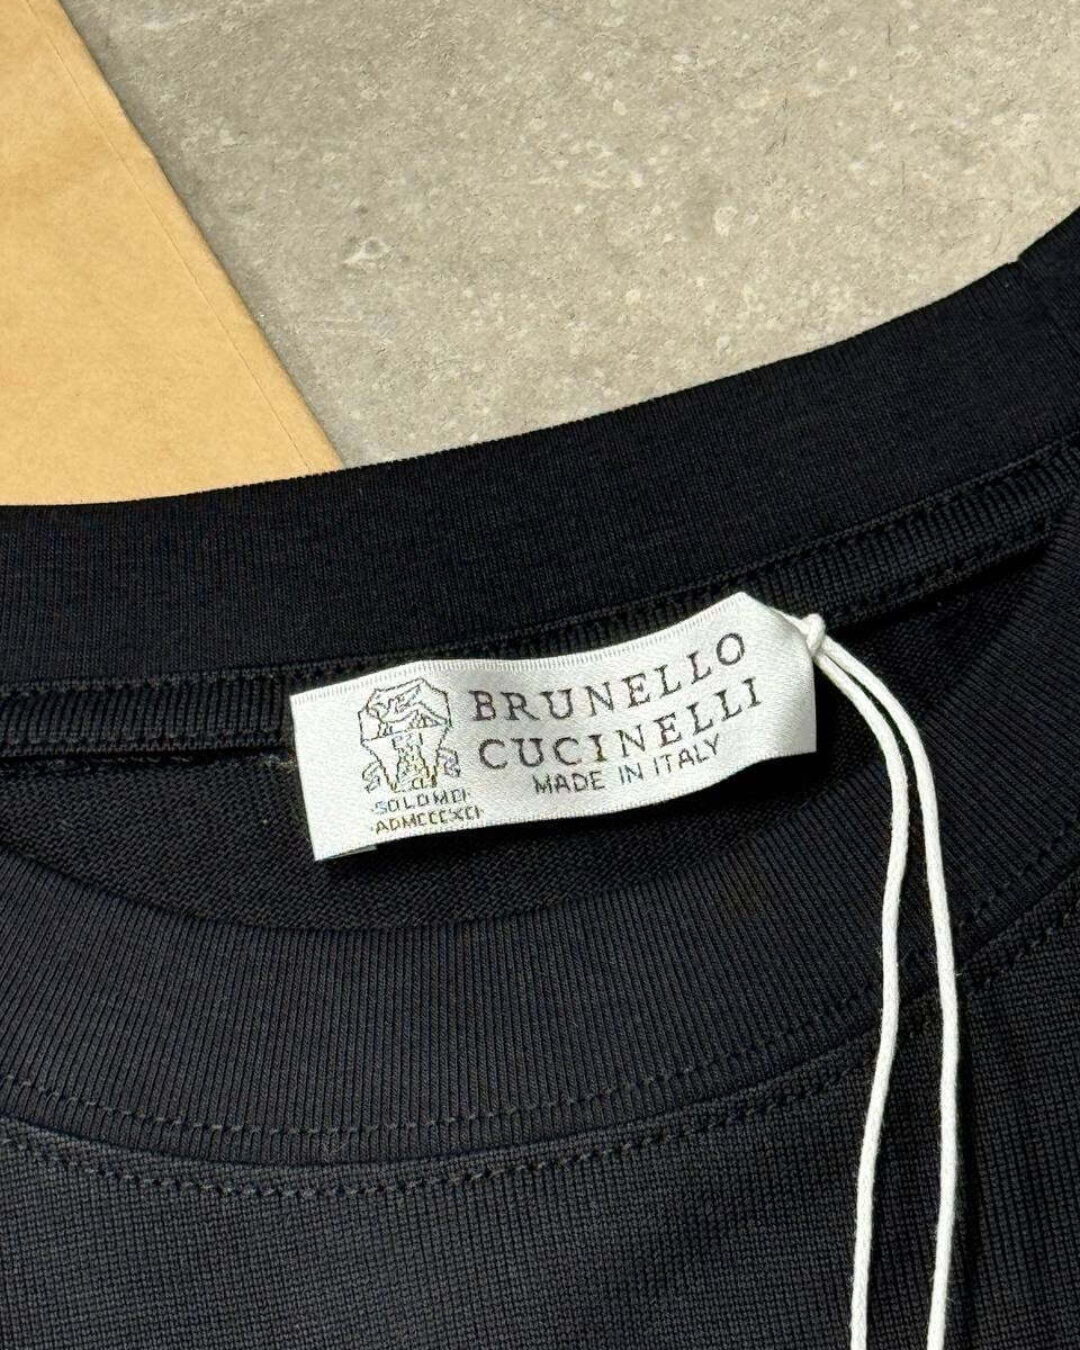 BRUNELLO
CUCINELLI
MADE IN ITALY
SOLOMEI
ADMCCCXCI